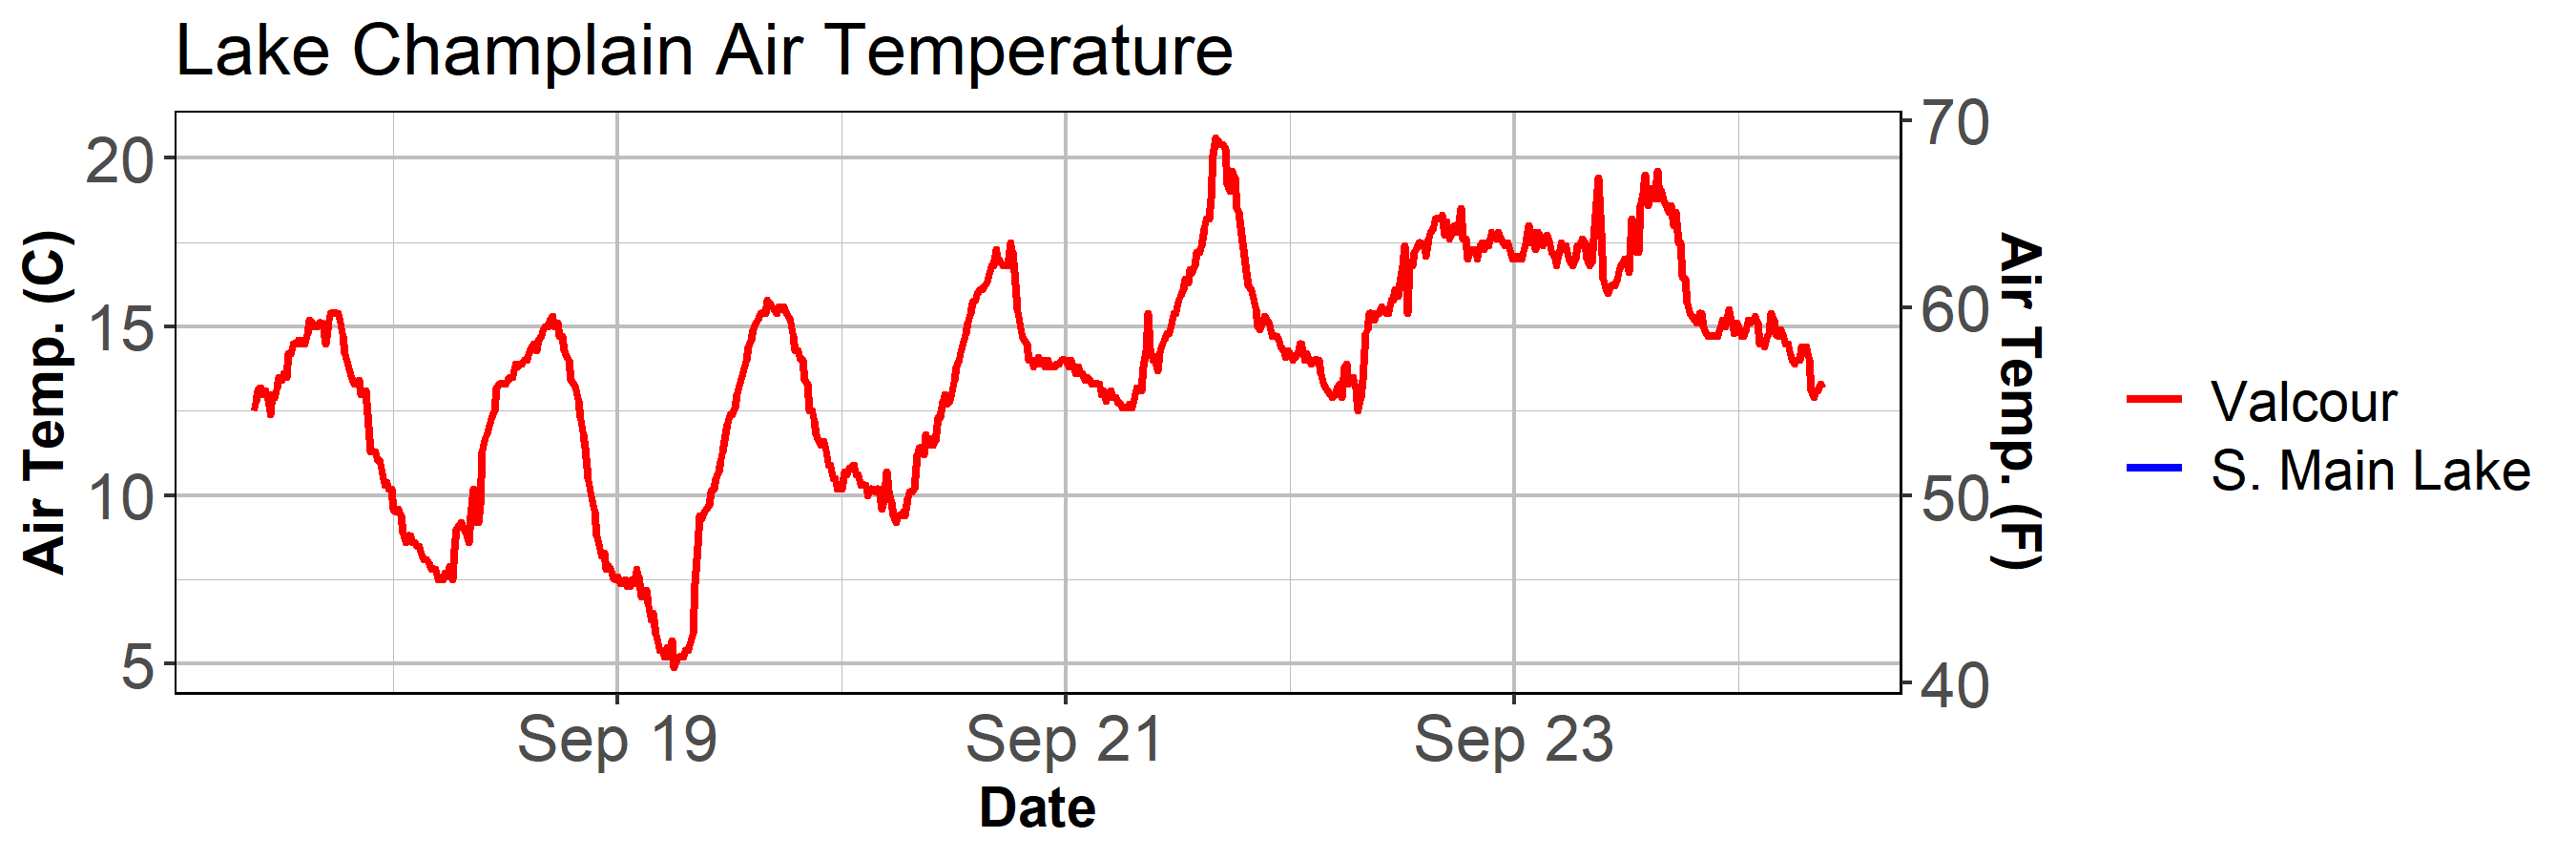 Lake Champlain Air Temperature
Air Temp. (C)
20
15
10
5
70
60
50
40
Air Temp. (F)
Sep 19
Sep 21
Sep 23
Date
Valcour
S. Main Lake